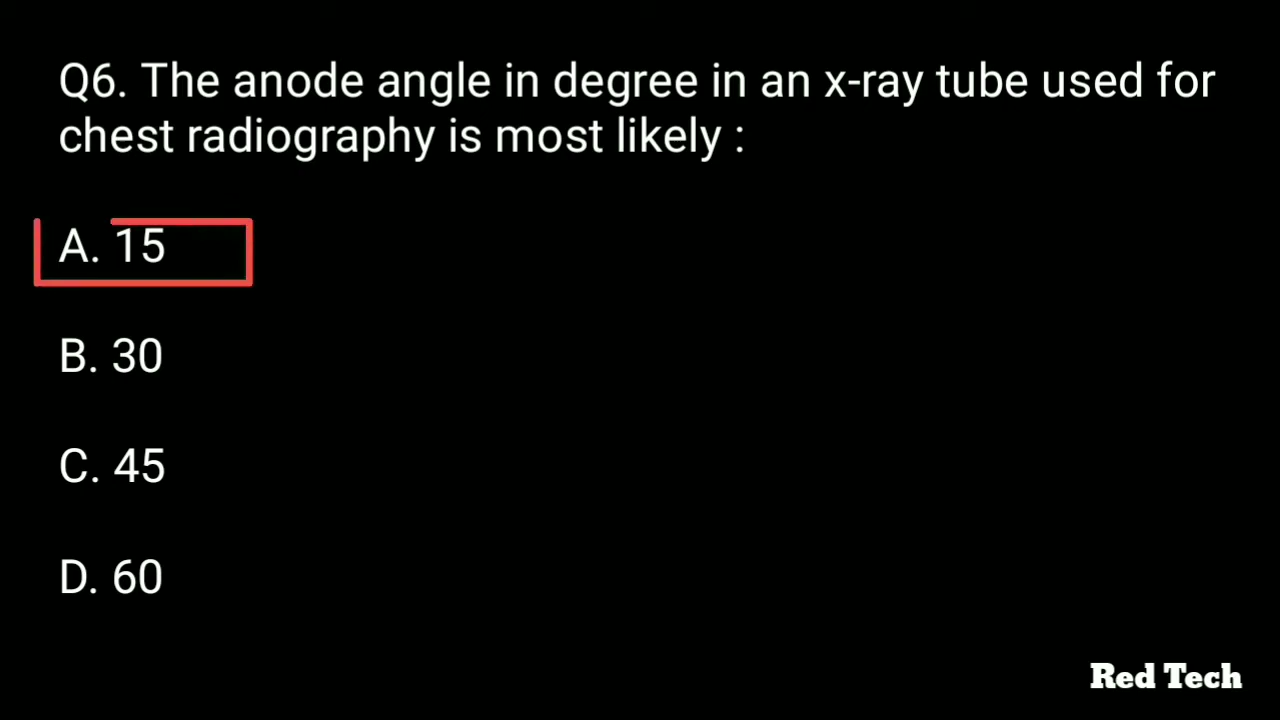 Q6. The anode angle in degree in an x-ray tube used for
chest radiography is most likely :
A. 15
B. 30
C. 45
D. 60
Red Tech